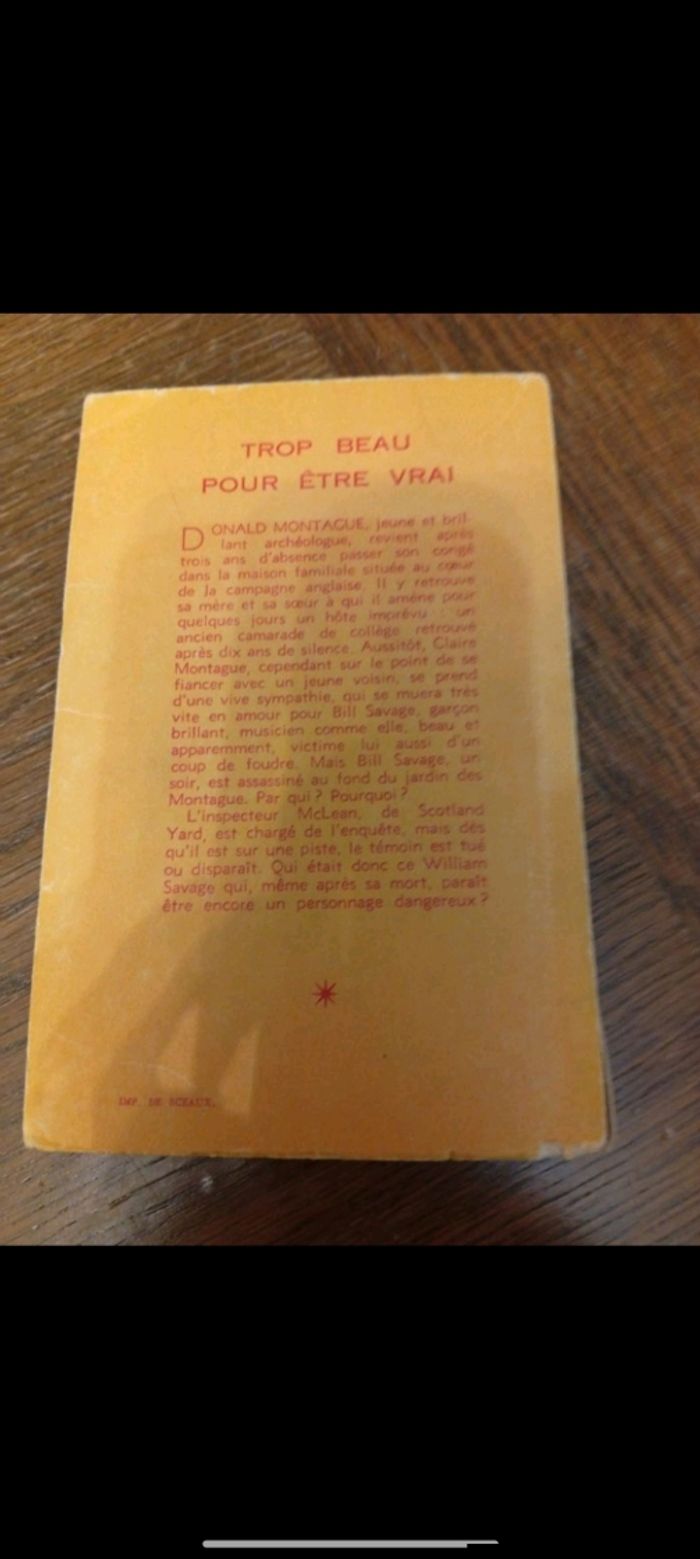 TROP BEAU
POUR ÊTRE VRAI
DONALD MONTAGUE, jeune et bril-
lant archéologue, revient après
trois ans d'absence passer son congé
dans la maison familiale située au cœur
de la campagne anglaise. Il y retrouve
sa mère et sa sœur à qui il amène pour
quelques jours un hôte imprévu : un
ancien camarade de collège retrouvé
après dix ans de silence. Aussitôt, Claire
Montague, cependant sur le point de se
fiancer avec un jeune voisin, se prend
d'une vive sympathie, qui se muera très
vite en amour pour Bill Savage, garçon
brillant, musicien comme elle, beau et
apparemment, victime lui aussi d'un
coup de foudre. Mais Bill Savage, un
soir, est assassiné au fond du jardin des
Montague. Par qui ? Pourquoi ?
L'inspecteur McLean, de Scotland
Yard, est chargé de l'enquête, mais dès
qu'il est sur une piste, le témoin est tué
ou disparaît. Qui était donc ce William
Savage qui, même après sa mort, paraît
être encore un personnage dangereux ?
IMP. DE SCEAUX.